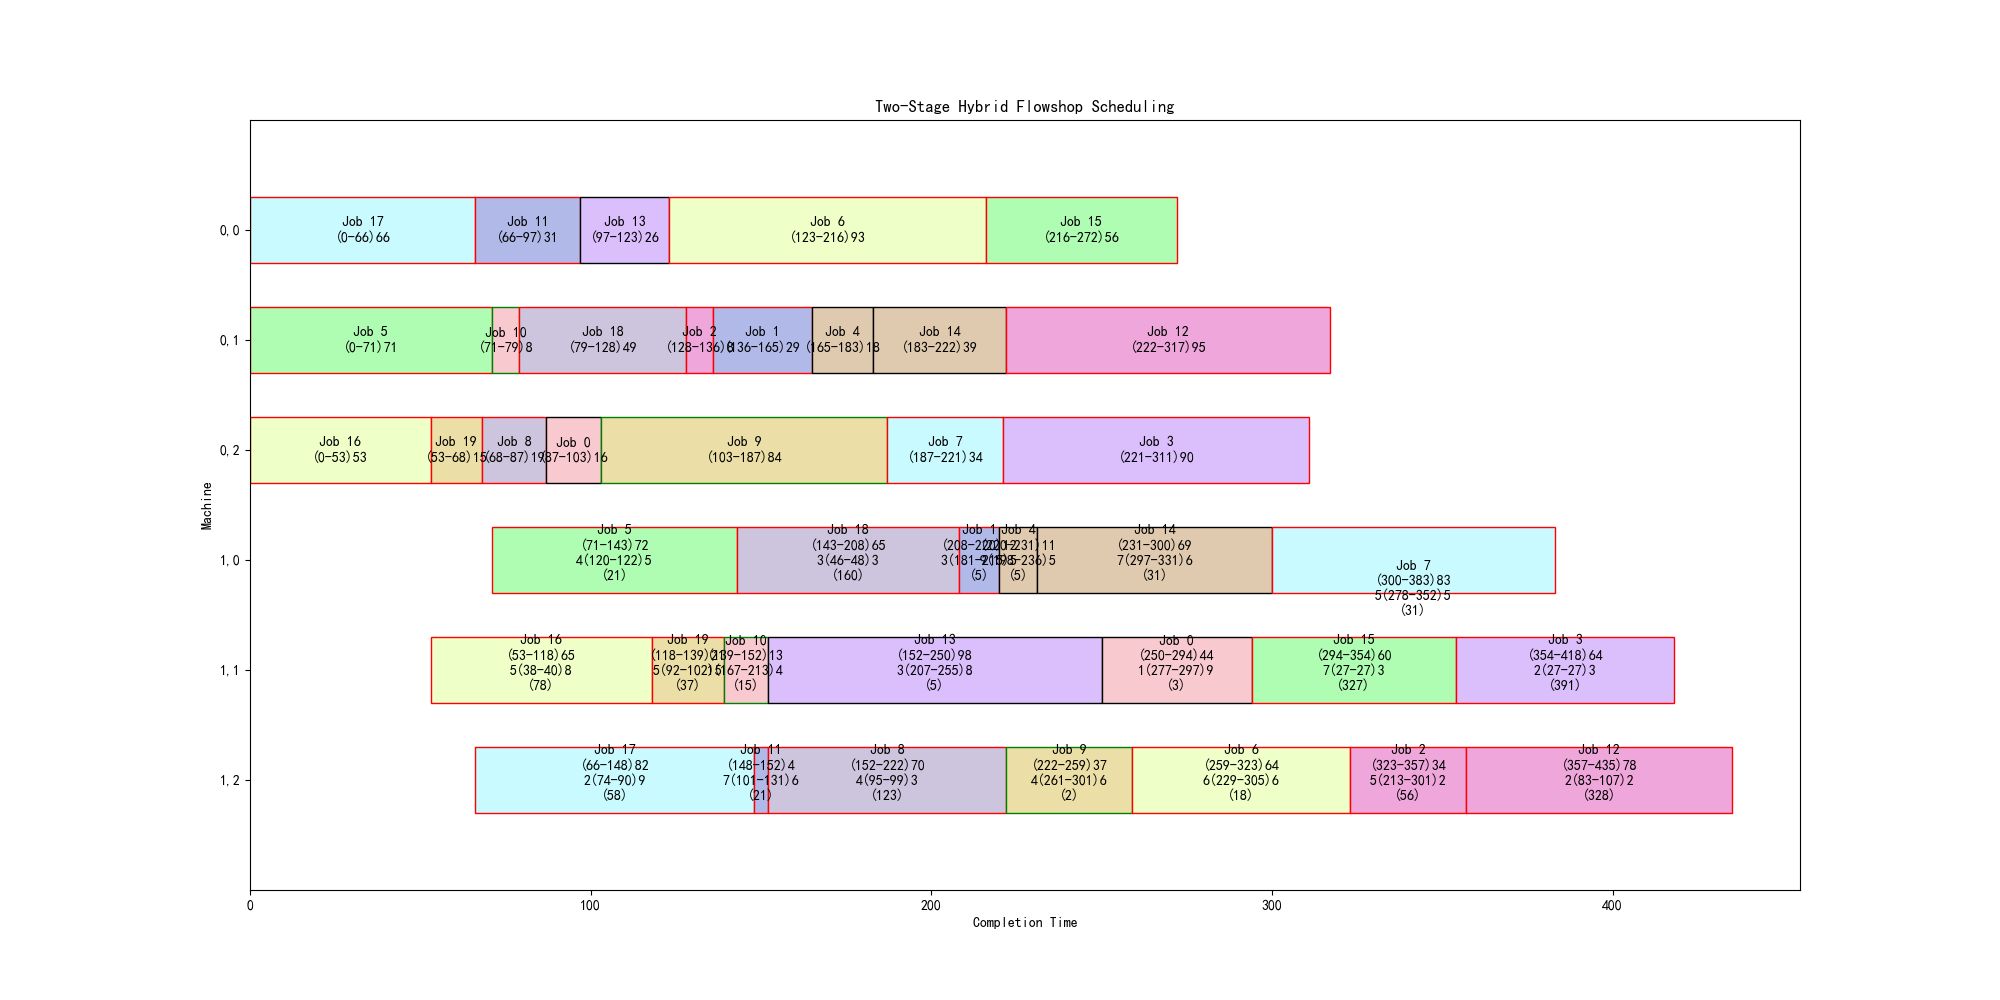 Two-Stage Hybrid Flowshop Scheduling
0,0
Job 17
(0-66)66
Job 11
(66-97)31
Job 13
(97-123)26
Job 6
(123-216)93
Job 15
(216-272)56
0,1
Job 5
(0-71)71
Job 10
(71-79)8
Job 18
(79-128)49
Job 2
(128-136)8
Job 1
(136-165)29
Job 4
(165-183)18
Job 14
(183-222)39
Job 12
(222-317)95
0,2
Job 16
(0-53)53
Job 19
(53-68)15
Job 8
(68-87)19
Job 0
(87-103)16
Job 9
(103-187)84
Job 7
(187-221)34
Job 3
(221-311)90
Machine
1,0
Job 5
(71-143)72
4(120-122)5
(21)
Job 18
(143-208)65
3(46-48)3
(160)
Job 1
(208-220)12
(5)
Job 4
(220-231)11
(5)
Job 14
(231-300)69
7(297-331)6
(31)
Job 7
(300-383)83
5(278-352)5
(31)
1,1
Job 16
(53-118)65
5(38-40)8
(78)
Job 19
(118-139)21
5(92-102)5
(37)
Job 10
(139-152)13
(15)
Job 13
(152-250)98
3(207-255)8
(5)
Job 0
(250-294)44
1(277-297)9
(3)
Job 15
(294-354)60
7(27-27)3
(327)
Job 3
(354-418)64
2(27-27)3
(391)
1,2
Job 17
(66-148)82
2(74-90)9
(58)
Job 11
(148-152)4
7(101-131)6
(21)
Job 8
(152-222)70
4(95-99)3
(123)
Job 9
(222-259)37
4(261-301)6
(2)
Job 6
(259-323)64
6(229-305)6
(18)
Job 2
(323-357)34
5(213-301)2
(56)
Job 12
(357-435)78
2(83-107)2
(328)
0
100
200
300
400
Completion Time